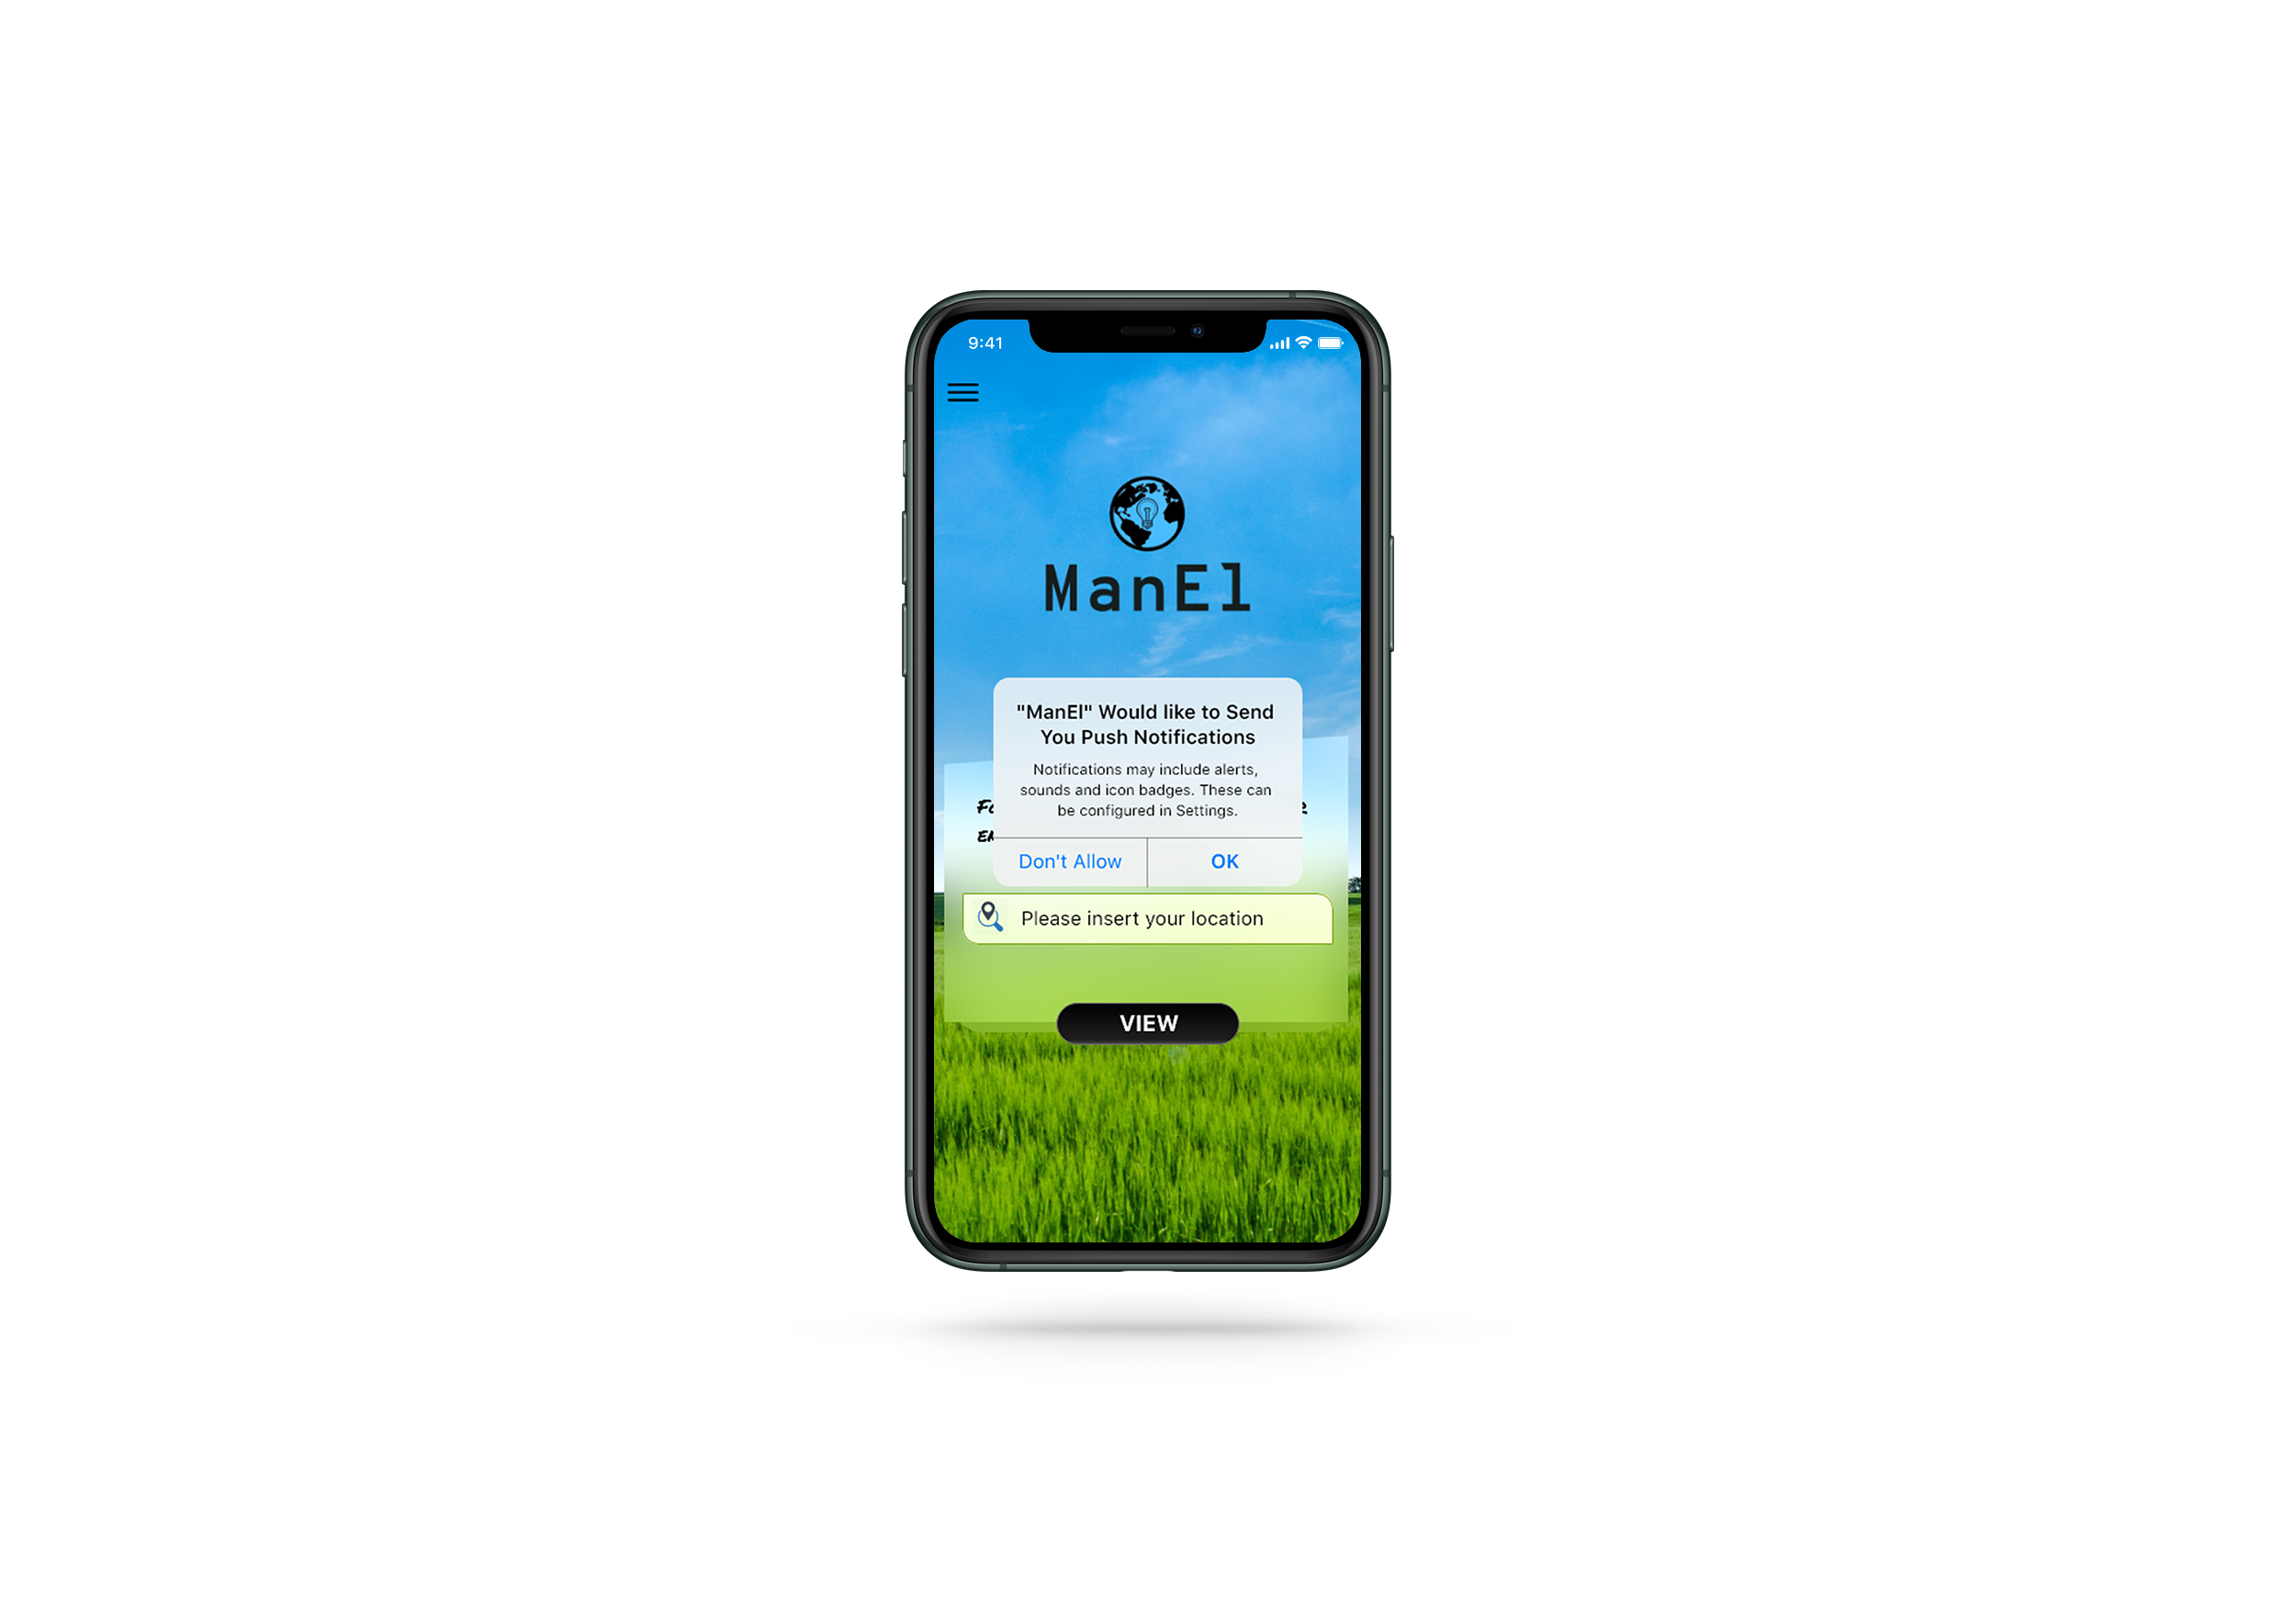 9:41
ManEl
"ManEl" Would like to Send
You Push Notifications
Notifications may include alerts,
sounds and icon badges. These can
be configured in Settings.
Don't Allow
OK
Please insert your location
VIEW